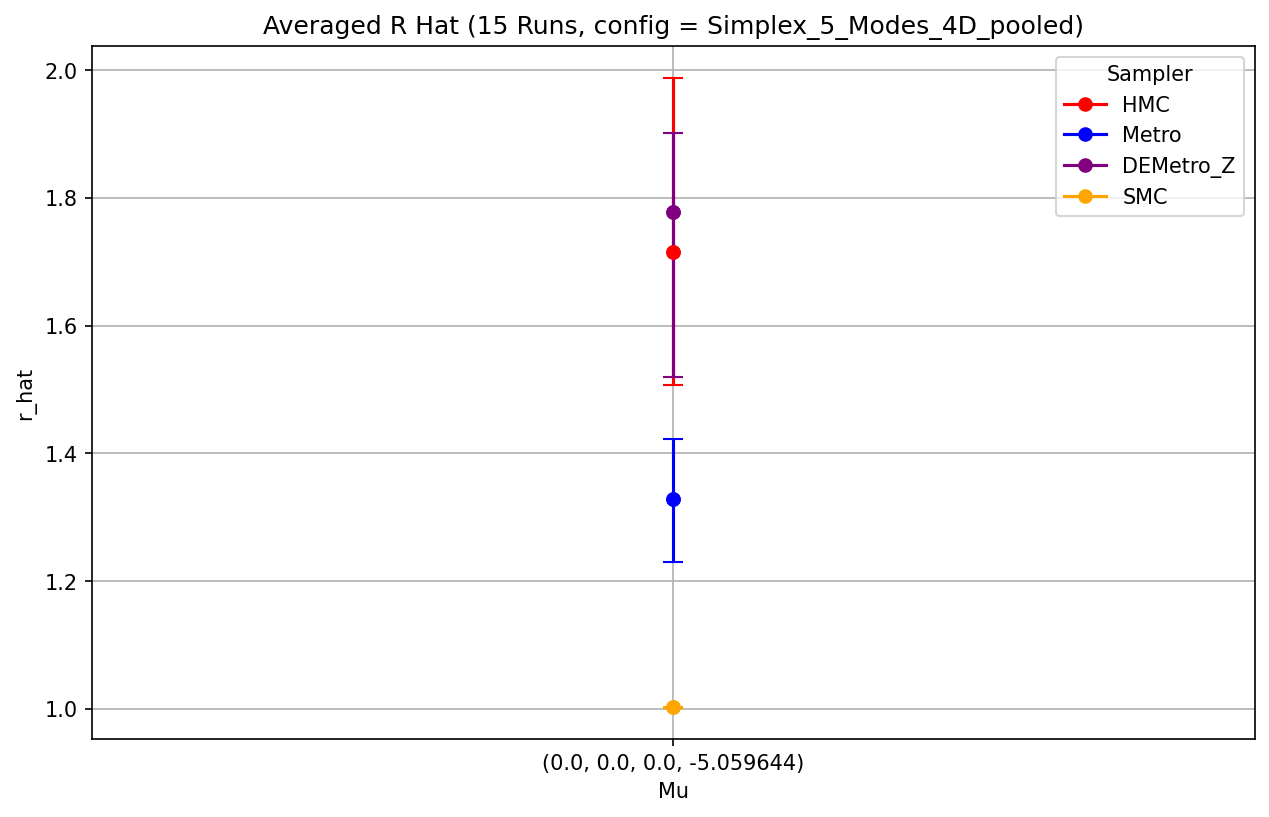 Averaged R Hat (15 Runs, config = Simplex_5_Modes_4D_pooled)
2.0
1.8
1.6
1.4
1.2
1.0
r_hat
Sampler
HMC
Metro
DEMetro_Z
SMC
(0.0, 0.0, 0.0, -5.059644)
Mu